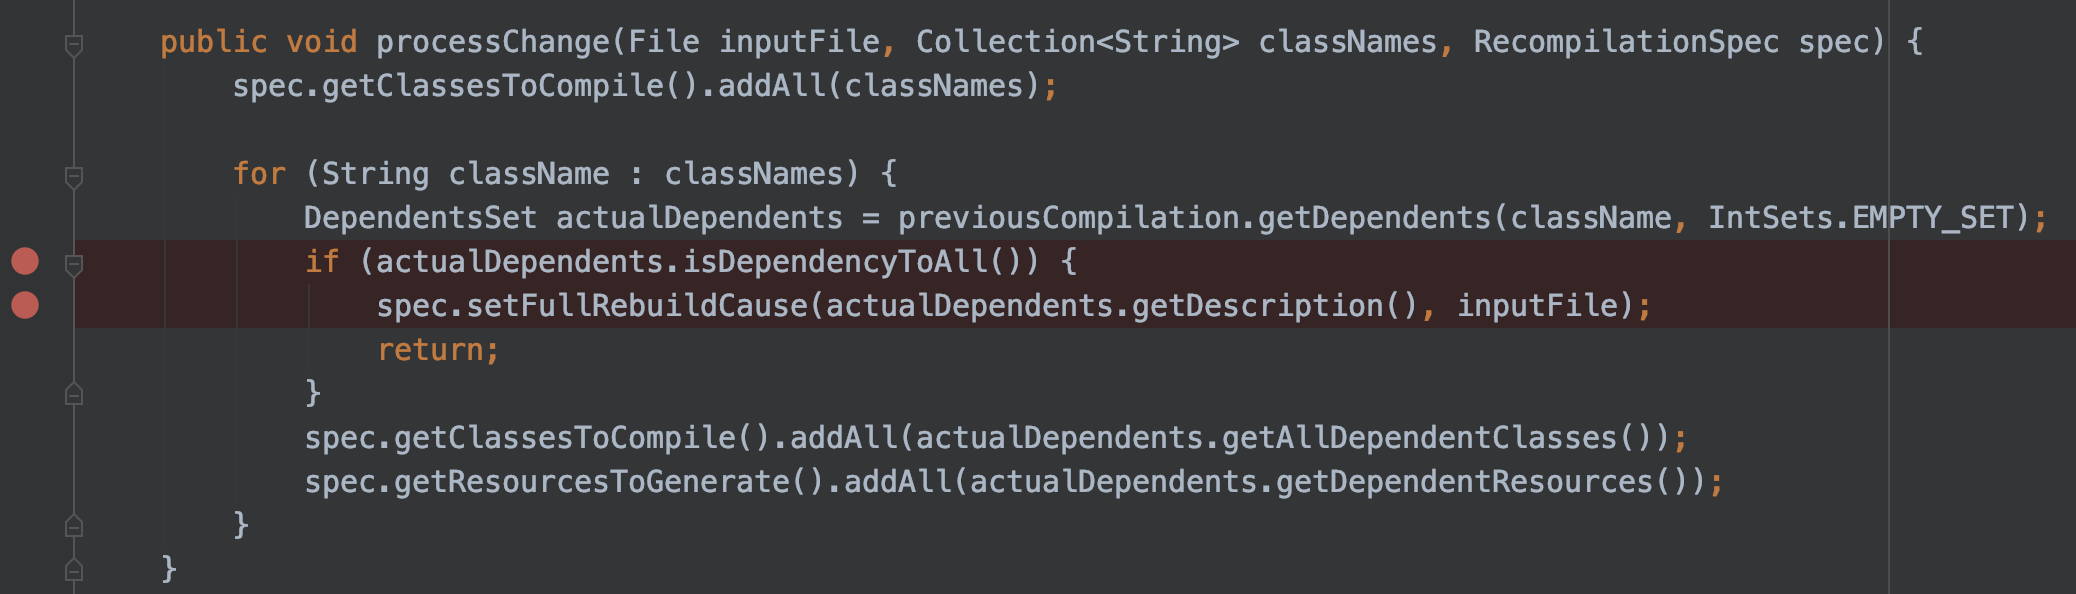 public void processChange(File inputFile, Collection<String> classNames, RecompilationSpec spec) {
    spec.getClassesToCompile().addAll(classNames);

    for (String className : classNames) {
        DependentsSet actualDependents = previousCompilation.getDependents(className, IntSets.EMPTY_SET);
        if (actualDependents.isDependencyToAll()) {
            spec.setFullRebuildCause(actualDependents.getDescription(), inputFile);
            return;
        }
        spec.getClassesToCompile().addAll(actualDependents.getAllDependentClasses());
        spec.getResourcesToGenerate().addAll(actualDependents.getDependentResources());
    }
}